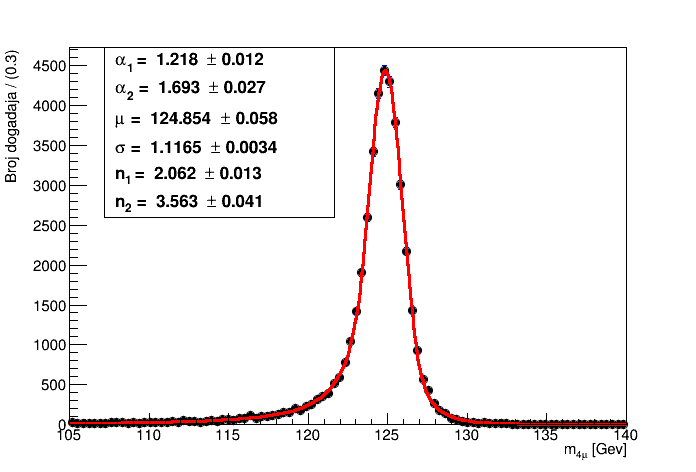 α1 = 1.218 ± 0.012
α2 = 1.693 ± 0.027
μ = 124.854 ± 0.058
σ = 1.1165 ± 0.0034
n1 = 2.062 ± 0.013
n2 = 3.563 ± 0.041
Broj dogadaja / (0.3)
4500
4000
3500
3000
2500
2000
1500
1000
500
0
105 110 115 120 125 130 135 140
m4μ [Gev]